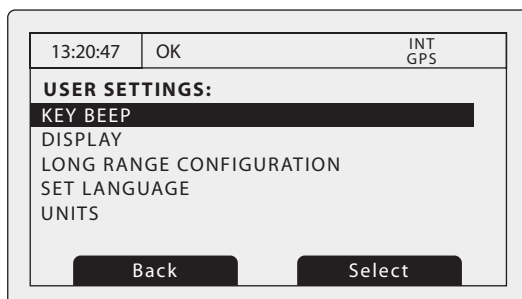 13:20:47 OK INT
GPS
USER SETTINGS:
KEY BEEP
DISPLAY
LONG RANGE CONFIGURATION
SET LANGUAGE
UNITS
Back Select